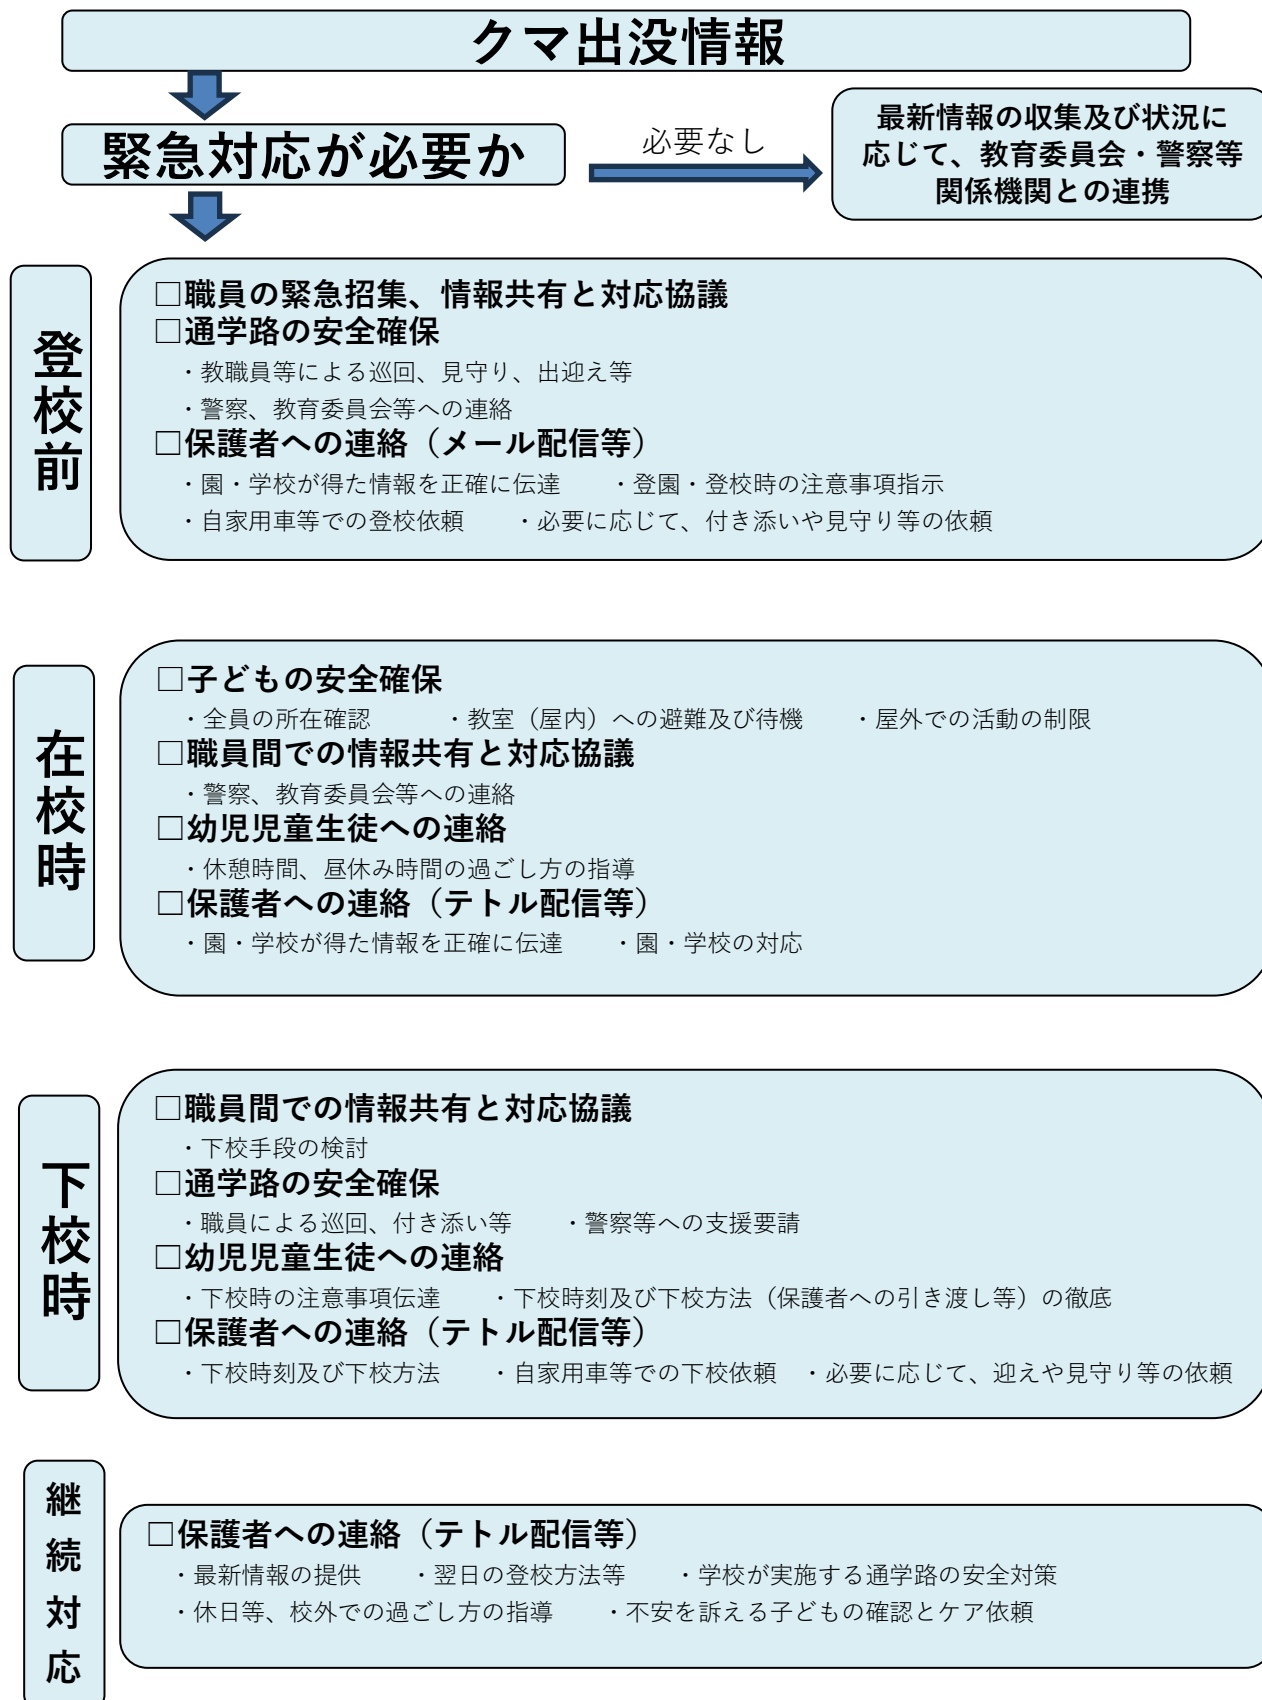 クマ出没情報
緊急対応が必要か
必要なし
最新情報の収集及び状況に
応じて、教育委員会・警察等
関係機関との連携
登校前
□職員の緊急招集、情報共有と対応協議
□通学路の安全確保
・教職員等による巡回、見守り、出迎え等
・警察、教育委員会等への連絡
□保護者への連絡（メール配信等）
・園・学校が得た情報を正確に伝達　・登園・登校時の注意事項指示
・自家用車等での登校依頼　・必要に応じて、付き添いや見守り等の依頼
在校時
□子どもの安全確保
・全員の所在確認　・教室（屋内）への避難及び待機　・屋外での活動の制限
□職員間での情報共有と対応協議
・警察、教育委員会等への連絡
□幼児児童生徒への連絡
・休憩時間、昼休み時間の過ごし方の指導
□保護者への連絡（テトル配信等）
・園・学校が得た情報を正確に伝達　・園・学校の対応
下校時
□職員間での情報共有と対応協議
・下校手段の検討
□通学路の安全確保
・職員による巡回、付き添い等　・警察等への支援要請
□幼児児童生徒への連絡
・下校時の注意事項伝達　・下校時刻及び下校方法（保護者への引き渡し等）の徹底
□保護者への連絡（テトル配信等）
・下校時刻及び下校方法　・自家用車等での下校依頼　・必要に応じて、迎えや見守り等の依頼
継続対応
□保護者への連絡（テトル配信等）
・最新情報の提供　・翌日の登校方法等　・学校が実施する通学路の安全対策
・休日等、校外での過ごし方の指導　・不安を訴える子どもの確認とケア依頼